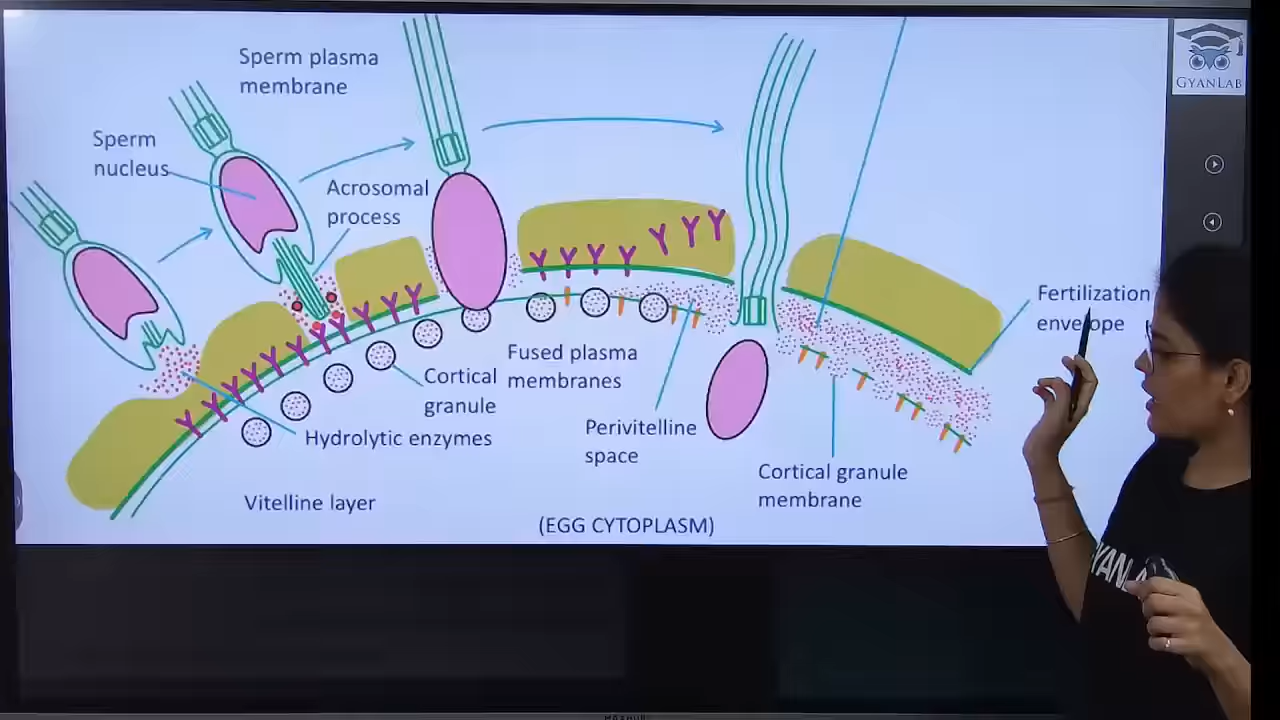 Sperm plasma
membrane
GYANLAB
Sperm
nucleus
Acrosomal
process
Fertilization
envelope
Fused plasma
membranes
Cortical
granule
Perivitelline
space
Hydrolytic enzymes
Cortical granule
membrane
Vitelline layer
(EGG CYTOPLASM)